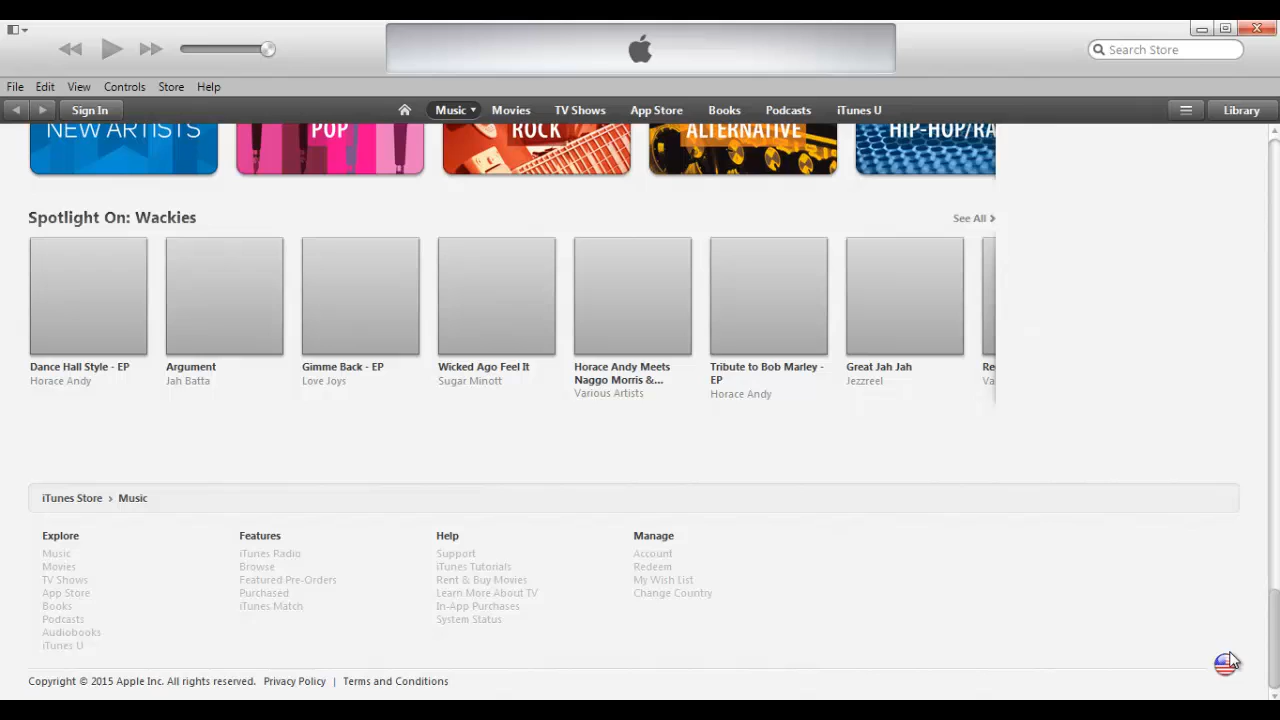 Search Store
File Edit View Controls Store Help
Sign In Music Movies TV Shows App Store Books Podcasts iTunes U Library
NEW ARTISTS POP ROCK ALTERNATIVE HIP-HOP/RA
Spotlight On: Wackies See All
Dance Hall Style - EP
Horace Andy
Argument
Jah Batta
Gimme Back - EP
Love Joys
Wicked Ago Feel It
Sugar Minott
Horace Andy Meets
Naggo Morris &...
Various Artists
Tribute to Bob Marley -
EP
Horace Andy
Great Jah Jah
Jezzreel
Re
Va
iTunes Store › Music
Explore
Music
Movies
TV Shows
App Store
Books
Podcasts
Audiobooks
iTunes U
Features
iTunes Radio
Browse
Featured Pre-Orders
Purchased
iTunes Match
Help
Support
iTunes Tutorials
Rent & Buy Movies
Learn More About TV
In-App Purchases
System Status
Manage
Account
Redeem
My Wish List
Change Country
Copyright © 2015 Apple Inc. All rights reserved. Privacy Policy | Terms and Conditions